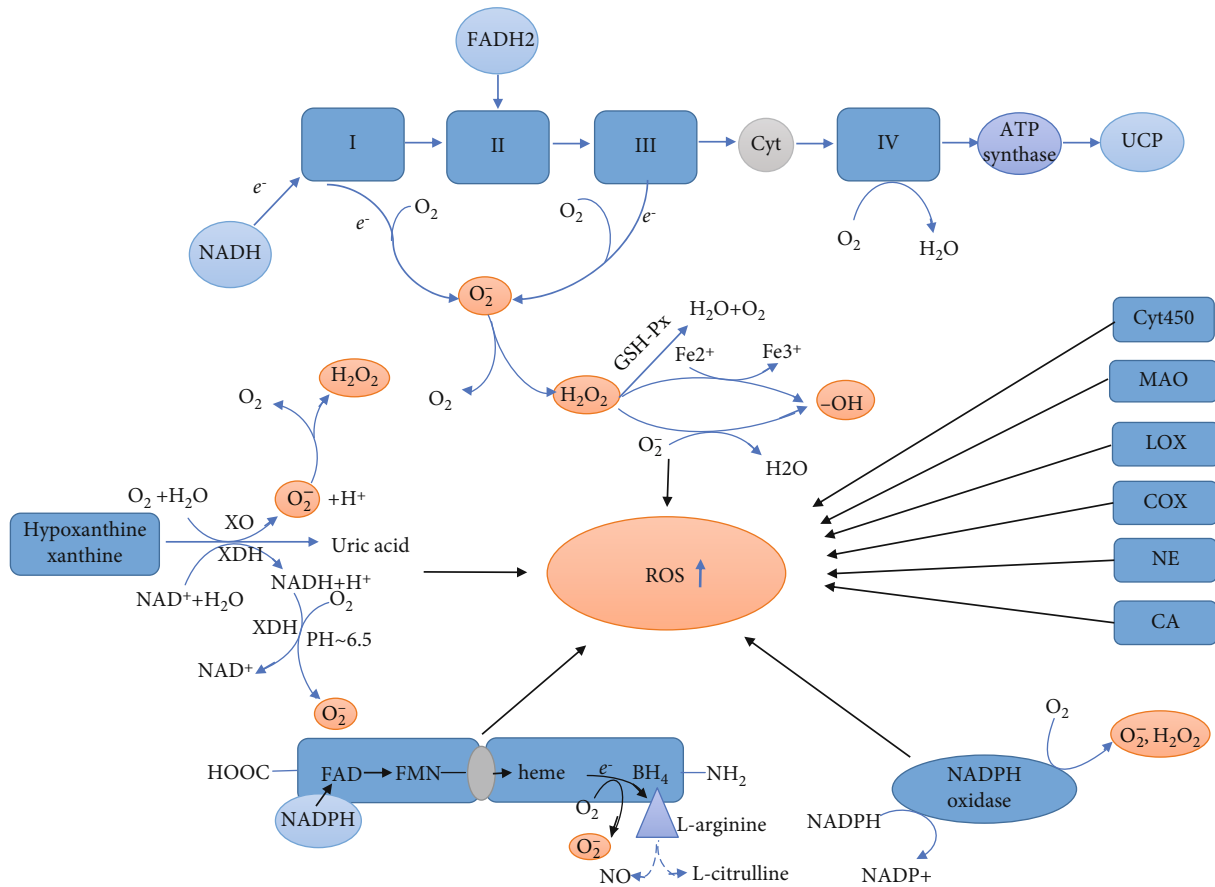 FADH2
I
II
III
Cyt
IV
ATP
synthase
UCP
e-
NADH
e-
O₂
O₂
e-
O₂
H₂O
O₂⁻
O₂
H₂O₂
GSH-Px
H₂O+O₂
Fe2+
Fe3+
–OH
O₂⁻
H2O
Cyt450
MAO
LOX
COX
NE
CA
O₂
H₂O₂
O₂ +H₂O
O₂⁻ +H⁺
Hypoxanthine
xanthine
XO
XDH
Uric acid
NAD⁺+H₂O
NADH+H⁺
O₂
XDH
PH~6.5
NAD⁺
O₂⁻
ROS
HOOC
FAD
FMN
heme
e-
BH₄
NH₂
NADPH
O₂
O₂⁻
L-arginine
NO
L-citrulline
O₂
O₂⁻, H₂O₂
NADPH
oxidase
NADPH
NADP+